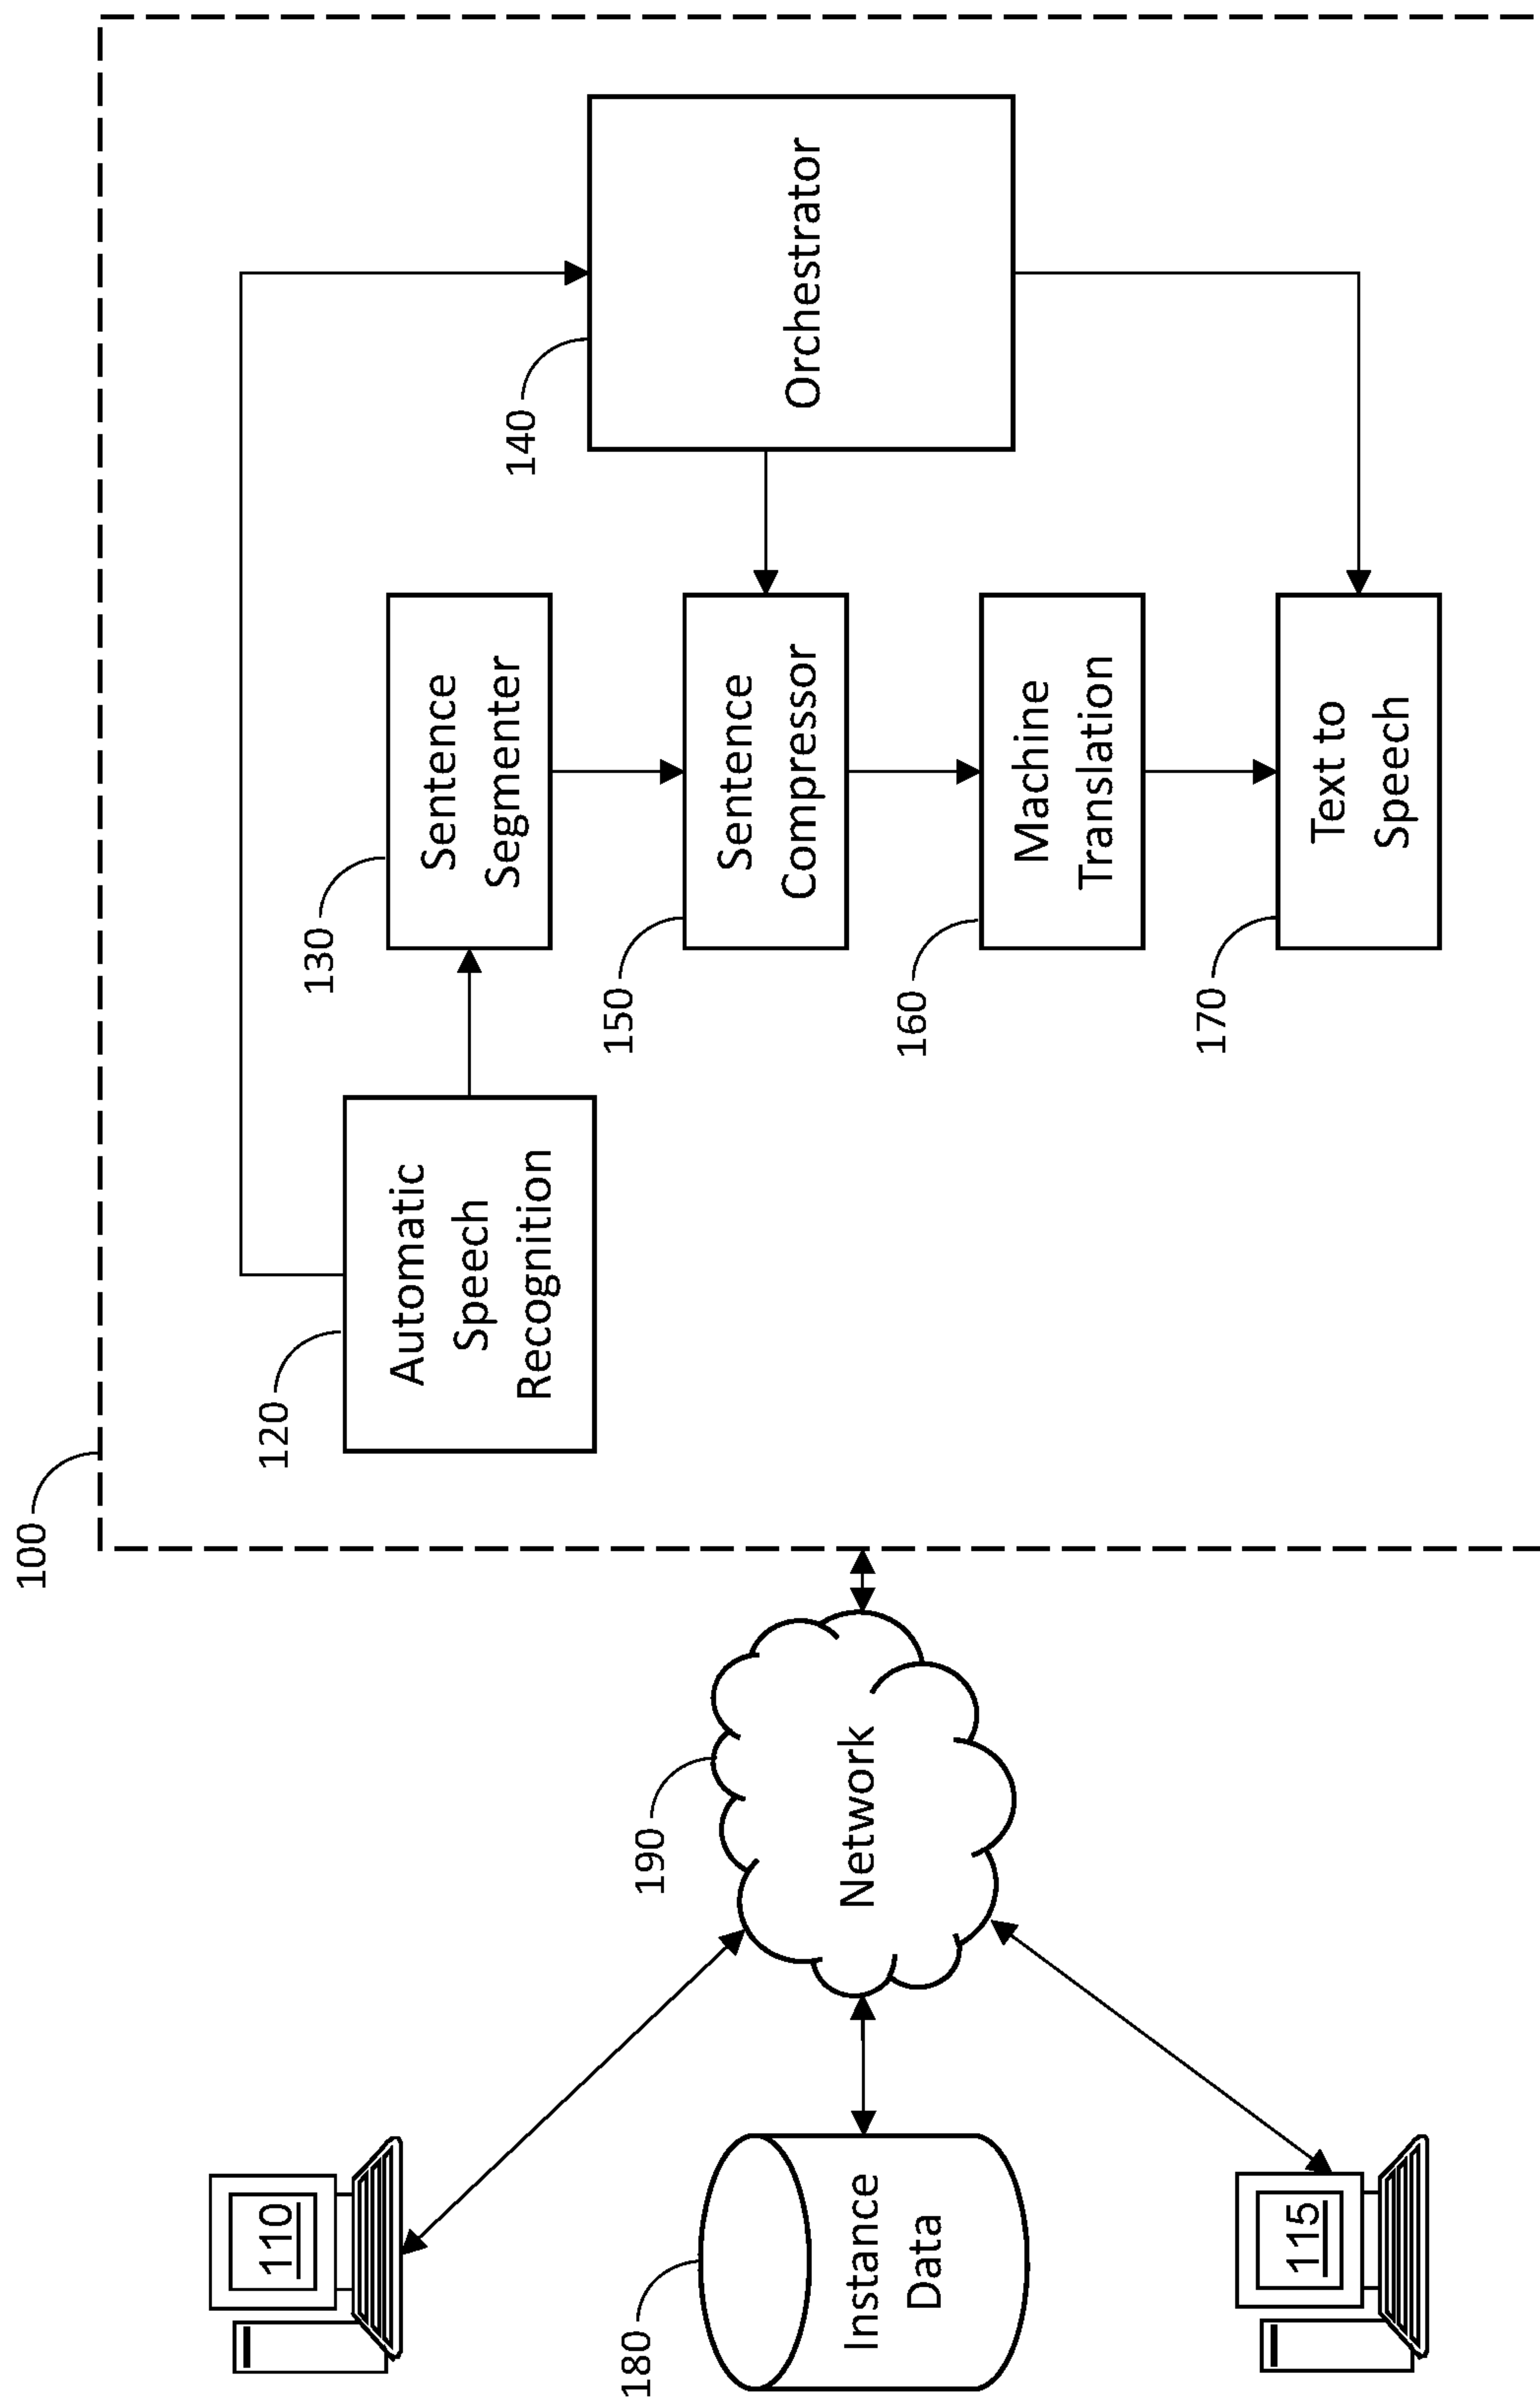 100
120
Automatic
Speech
Recognition
130
Sentence
Segmenter
140
Orchestrator
150
Sentence
Compressor
160
Machine
Translation
170
Text to
Speech
110
180
Instance
Data
115
190
Network